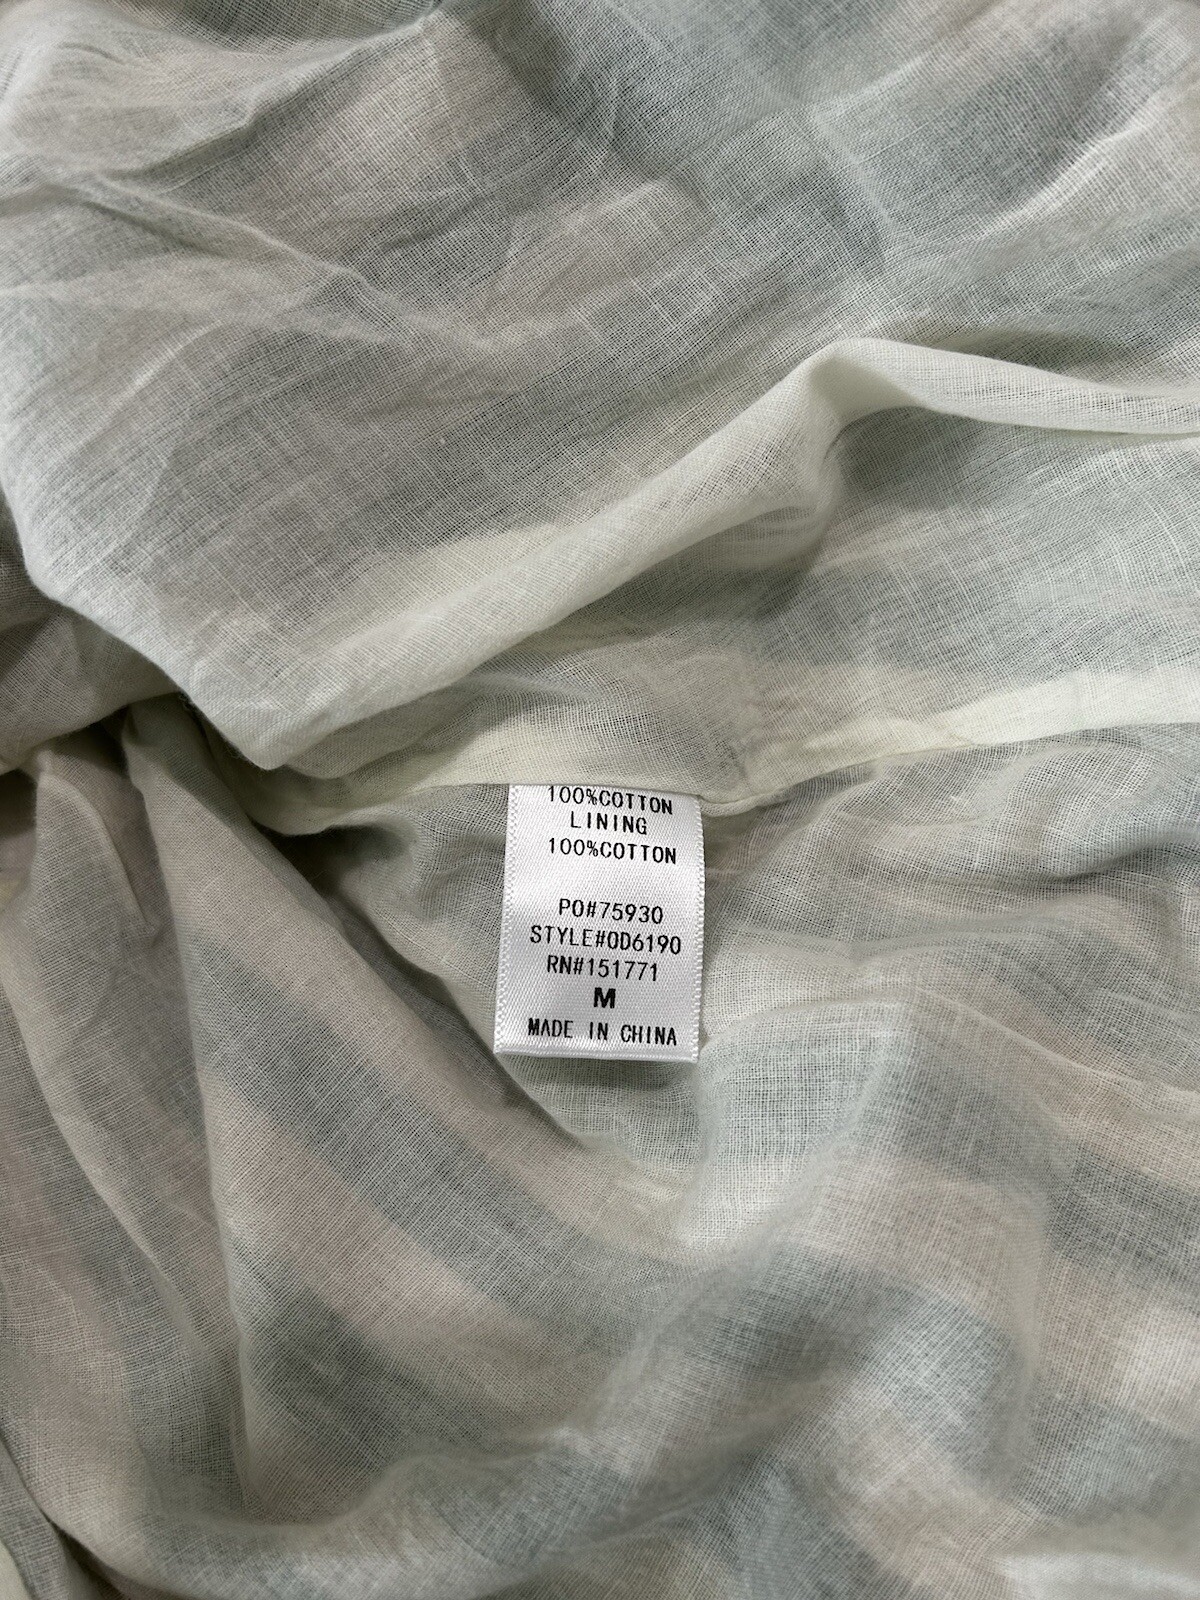 100%COTTON
LINING
100%COTTON
PO#75930
STYLE#0D6190
RN#151771
M
MADE IN CHINA